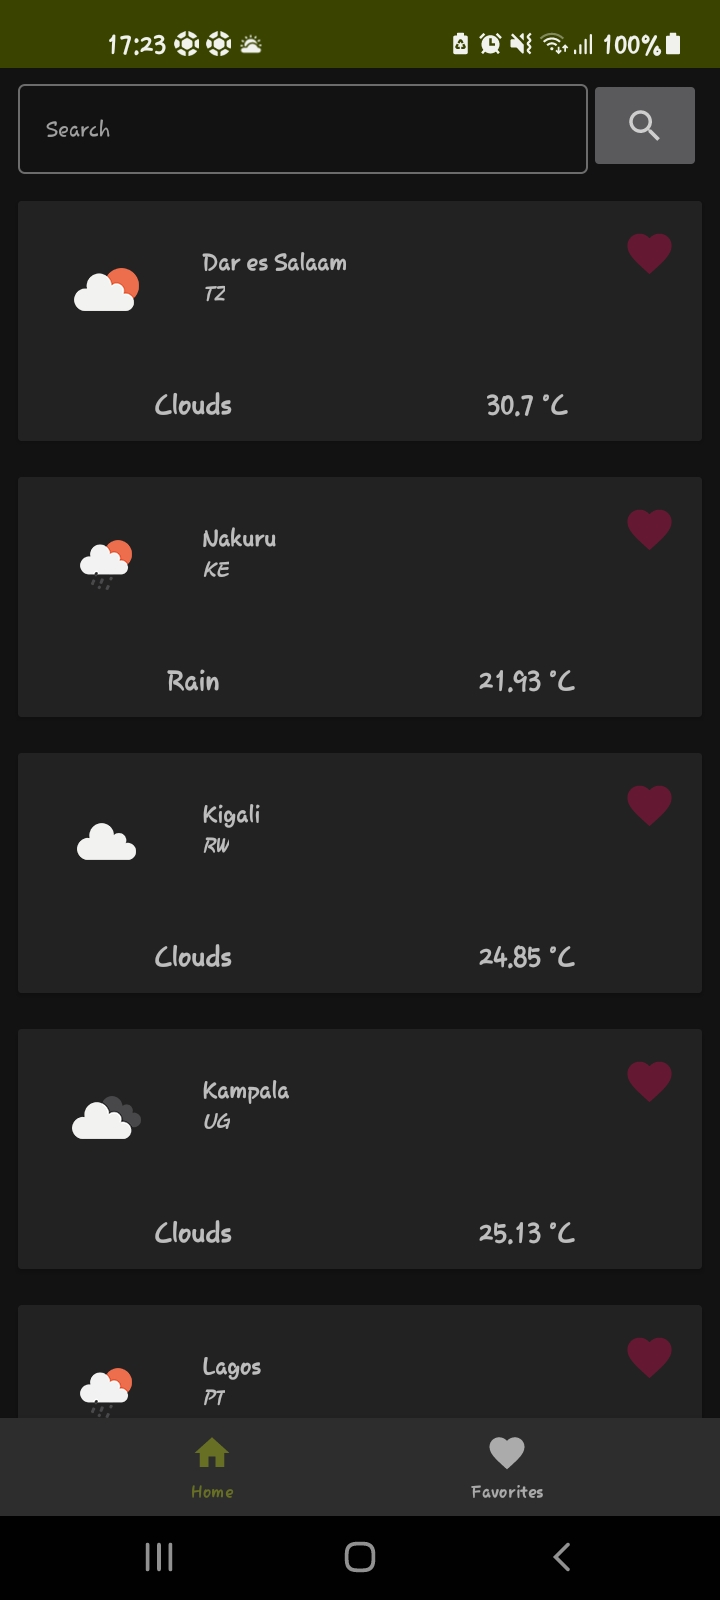 17:23 100%
Search
Dar es Salaam
TZ
Clouds 30.7 °C
Nakuru
KE
Rain 21.93 °C
Kigali
RW
Clouds 24.85 °C
Kampala
UG
Clouds 25.13 °C
Lagos
PT
Home Favorites